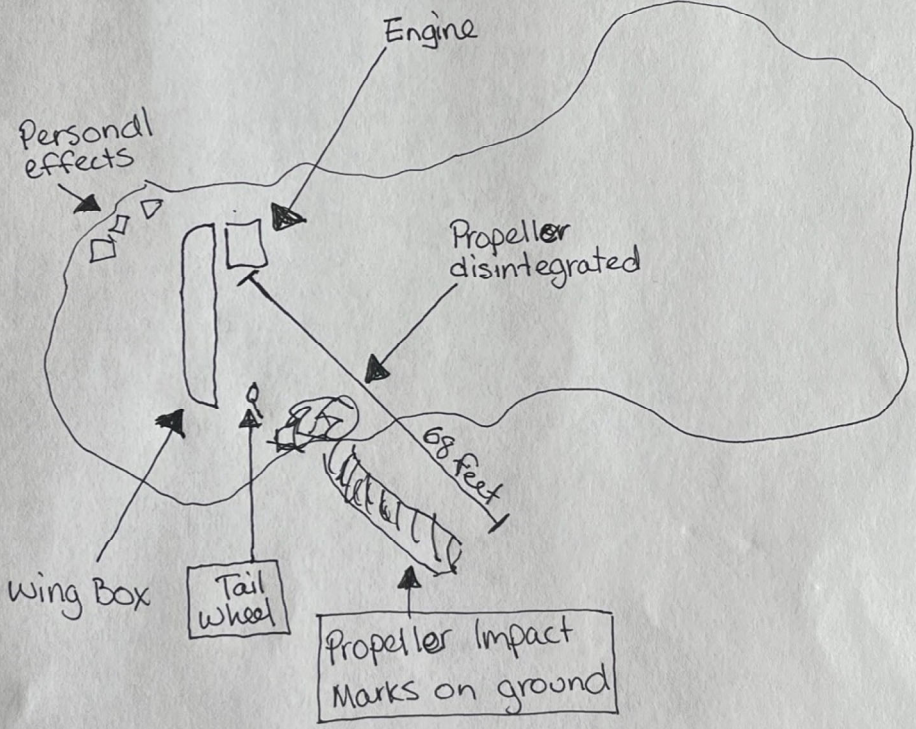 Engine
Personal
effects
Propeller
disintegrated
68 feet
Wing Box
Tail
Wheel
Propeller Impact
Marks on ground